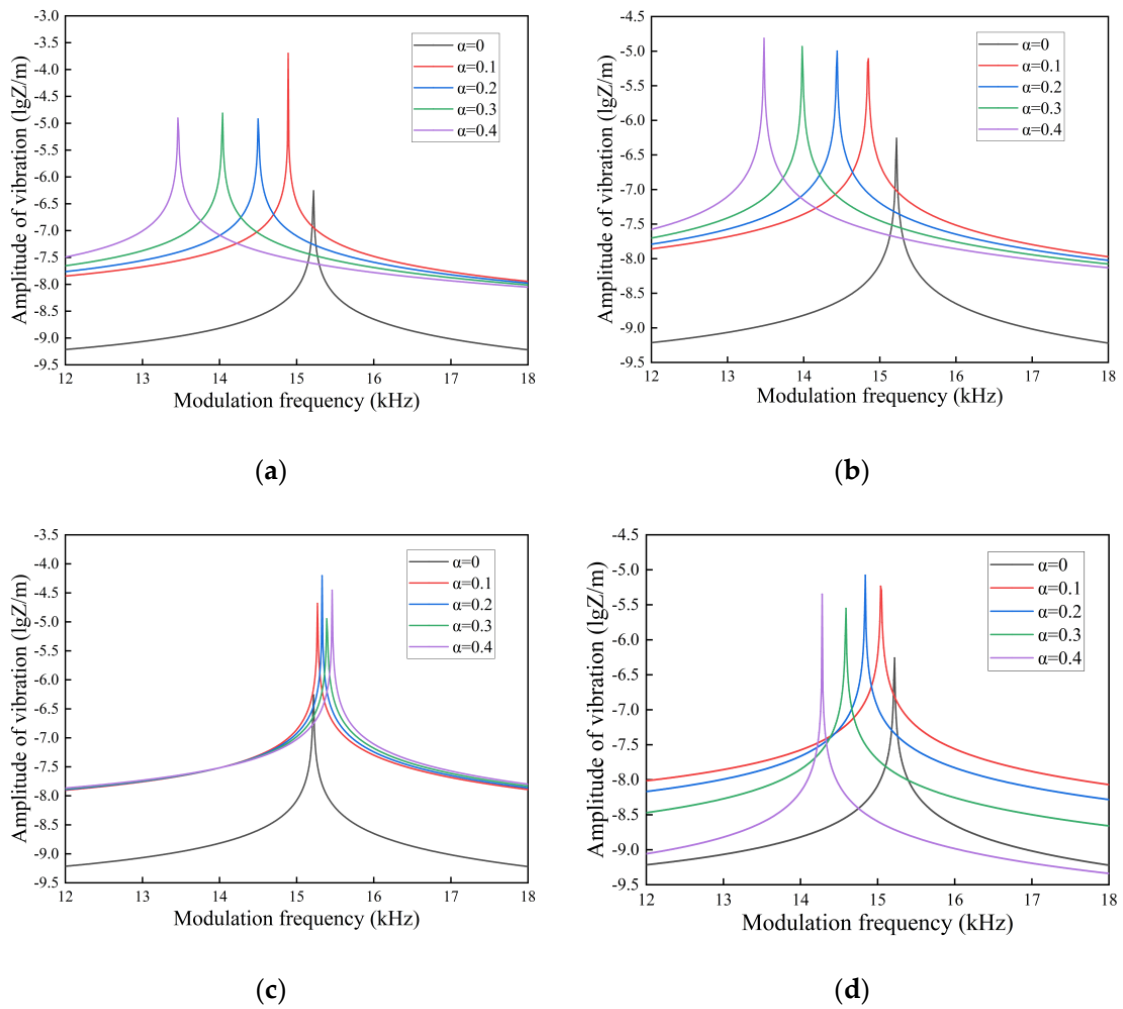 -3.0
-3.5
-4.0
-4.5
-5.0
-5.5
-6.0
-6.5
-7.0
-7.5
-8.0
-8.5
-9.0
-9.5
Amplitude of vibration (lgZ/m)
α=0
α=0.1
α=0.2
α=0.3
α=0.4
12 13 14 15 16 17 18
Modulation frequency (kHz)
(a)
-4.5
-5.0
-5.5
-6.0
-6.5
-7.0
-7.5
-8.0
-8.5
-9.0
-9.5
Amplitude of vibration (lgZ/m)
α=0
α=0.1
α=0.2
α=0.3
α=0.4
12 13 14 15 16 17 18
Modulation frequency (kHz)
(b)
-3.5
-4.0
-4.5
-5.0
-5.5
-6.0
-6.5
-7.0
-7.5
-8.0
-8.5
-9.0
-9.5
Amplitude of vibration (lgZ/m)
α=0
α=0.1
α=0.2
α=0.3
α=0.4
12 13 14 15 16 17 18
Modulation frequency (kHz)
(c)
-4.5
-5.0
-5.5
-6.0
-6.5
-7.0
-7.5
-8.0
-8.5
-9.0
-9.5
Amplitude of vibration (lgZ/m)
α=0
α=0.1
α=0.2
α=0.3
α=0.4
12 13 14 15 16 17 18
Modulation frequency (kHz)
(d)